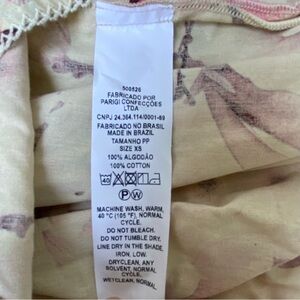 500526
FABRICADO POR
PARIGI CONFECÇÕES
LTDA
CNPJ 24.364.114/0001-69
FABRICADO NO BRASIL
MADE IN BRAZIL
TAMANHO PP
SIZE XS
100% ALGODÃO
100% COTTON
40
P W
MACHINE WASH, WARM,
40 °C (105 °F), NORMAL
CYCLE.
DO NOT BLEACH.
DO NOT TUMBLE DRY.
LINE DRY IN THE SHADE.
IRON, LOW.
DRYCLEAN, ANY
SOLVENT, NORMAL
CYCLE.
WETCLEAN, NORMAL